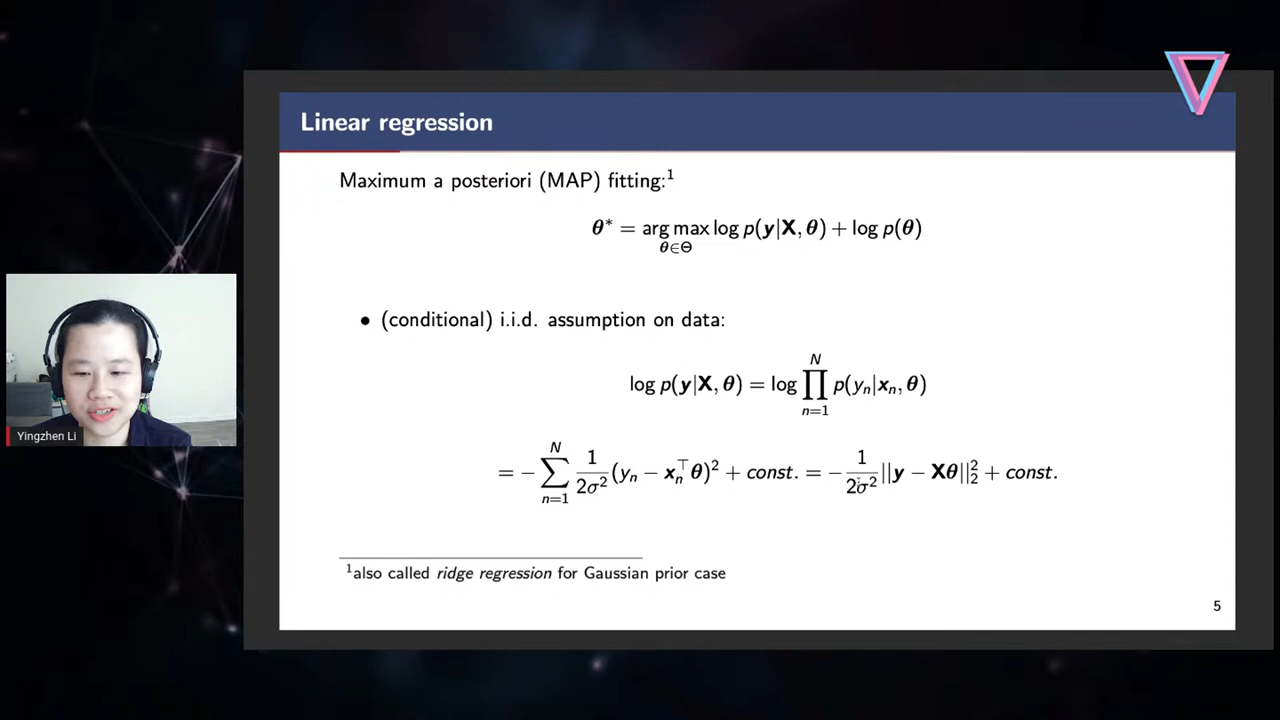 Linear regression
Maximum a posteriori (MAP) fitting:¹
θ* = arg max log p(y|X, θ) + log p(θ)
θ∈Θ
• (conditional) i.i.d. assumption on data:
log p(y|X, θ) = log ∏_{n=1}^{N} p(yₙ|xₙ, θ)
= − ∑_{n=1}^{N} 1/2σ² (yₙ − xₙ^⊤θ)² + const. = − 1/2σ² ||y − Xθ||₂² + const.
Yingzhen Li
¹also called ridge regression for Gaussian prior case
5